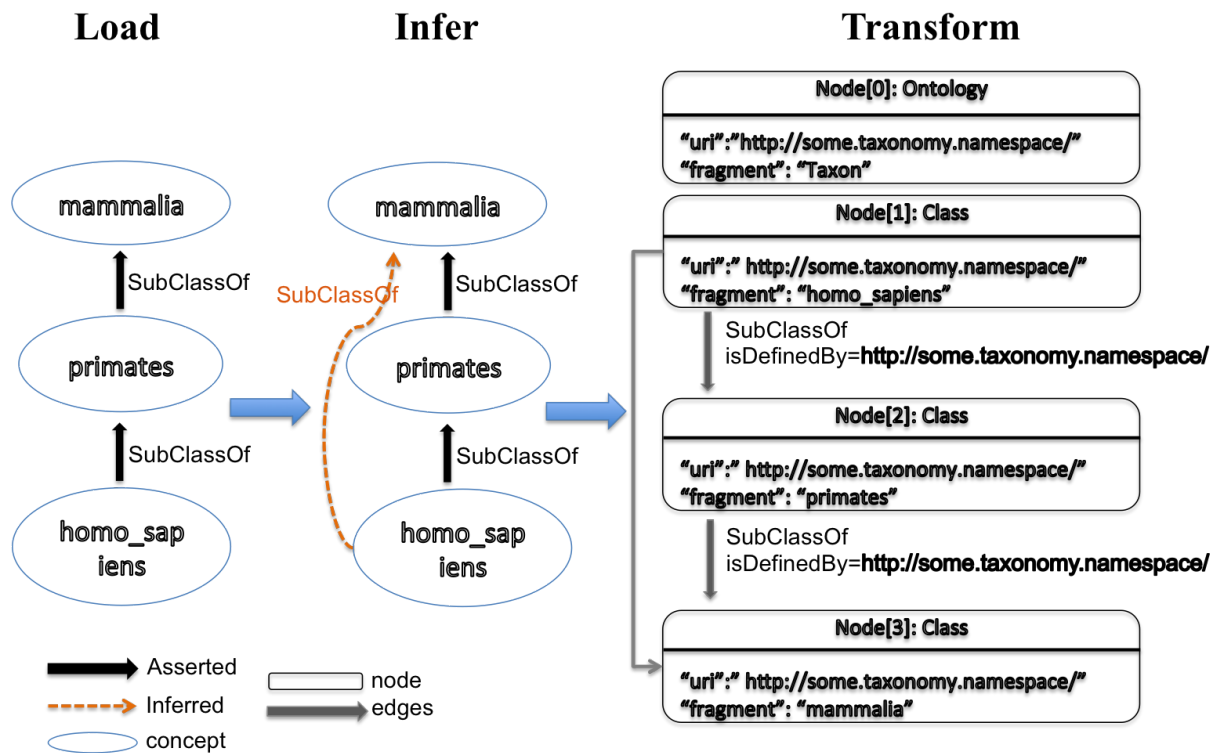 Load
Infer
Transform
mammalia
SubClassOf
primates
SubClassOf
homo_sap
iens
mammalia
SubClassOf
SubClassOf
primates
SubClassOf
homo_sap
iens
Node[0]: Ontology
“uri”:”http://some.taxonomy.namespace/”
“fragment”: “Taxon”
Node[1]: Class
“uri”:” http://some.taxonomy.namespace/”
“fragment”: “homo_sapiens”
SubClassOf
isDefinedBy=http://some.taxonomy.namespace/
Node[2]: Class
“uri”:” http://some.taxonomy.namespace/”
“fragment”: “primates”
SubClassOf
isDefinedBy=http://some.taxonomy.namespace/
Node[3]: Class
“uri”:” http://some.taxonomy.namespace/”
“fragment”: “mammalia”
Asserted
Inferred
concept
node
edges